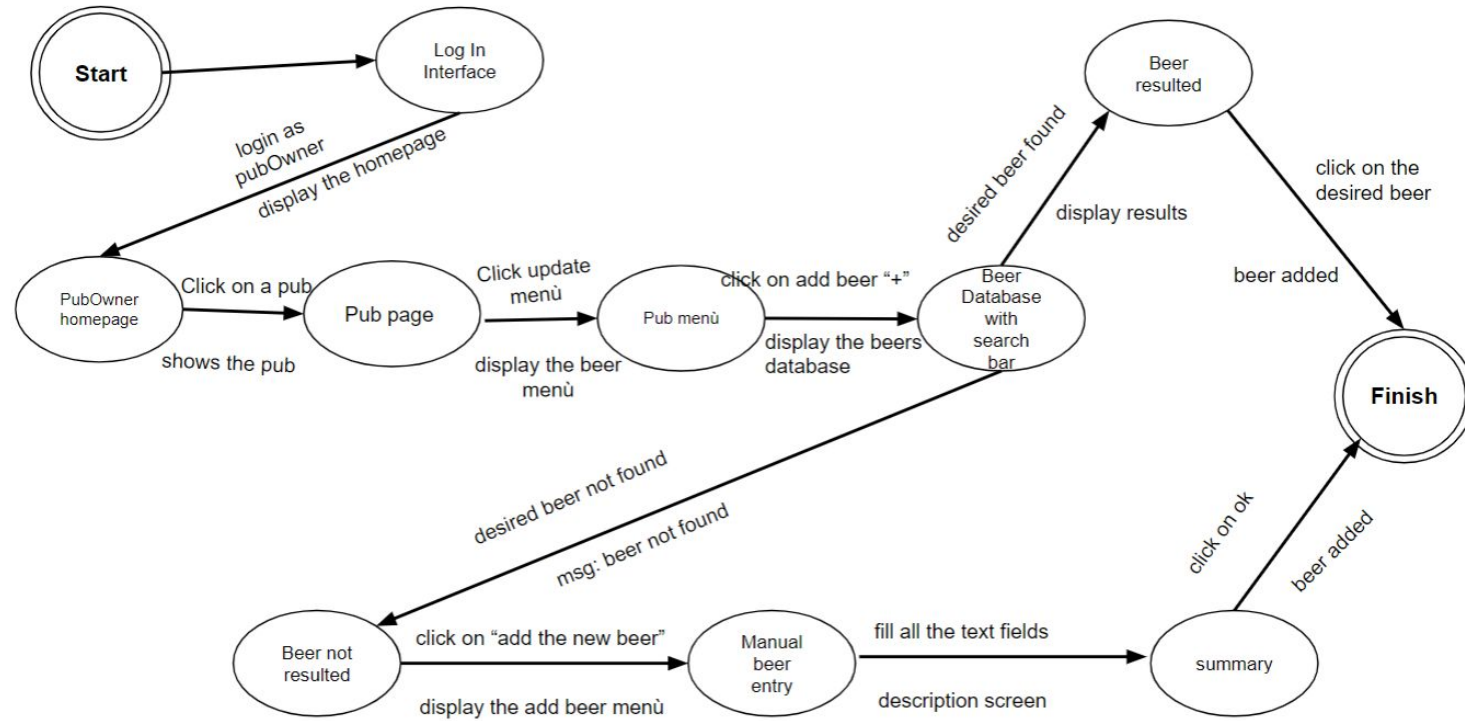 Start
Log In
Interface
login as
pubOwner
display the homepage
PubOwner
homepage
Click on a pub
shows the pub
Pub page
Click update
menù
display the beer
menù
Pub menù
click on add beer “+”
display the beers
database
Beer
Database
with
search
bar
desired beer found
display results
Beer
resulted
click on the
desired beer
beer added
Finish
desired beer not found
msg: beer not found
Beer not
resulted
click on “add the new beer”
display the add beer menù
Manual
beer
entry
fill all the text fields
description screen
summary
click on ok
beer added